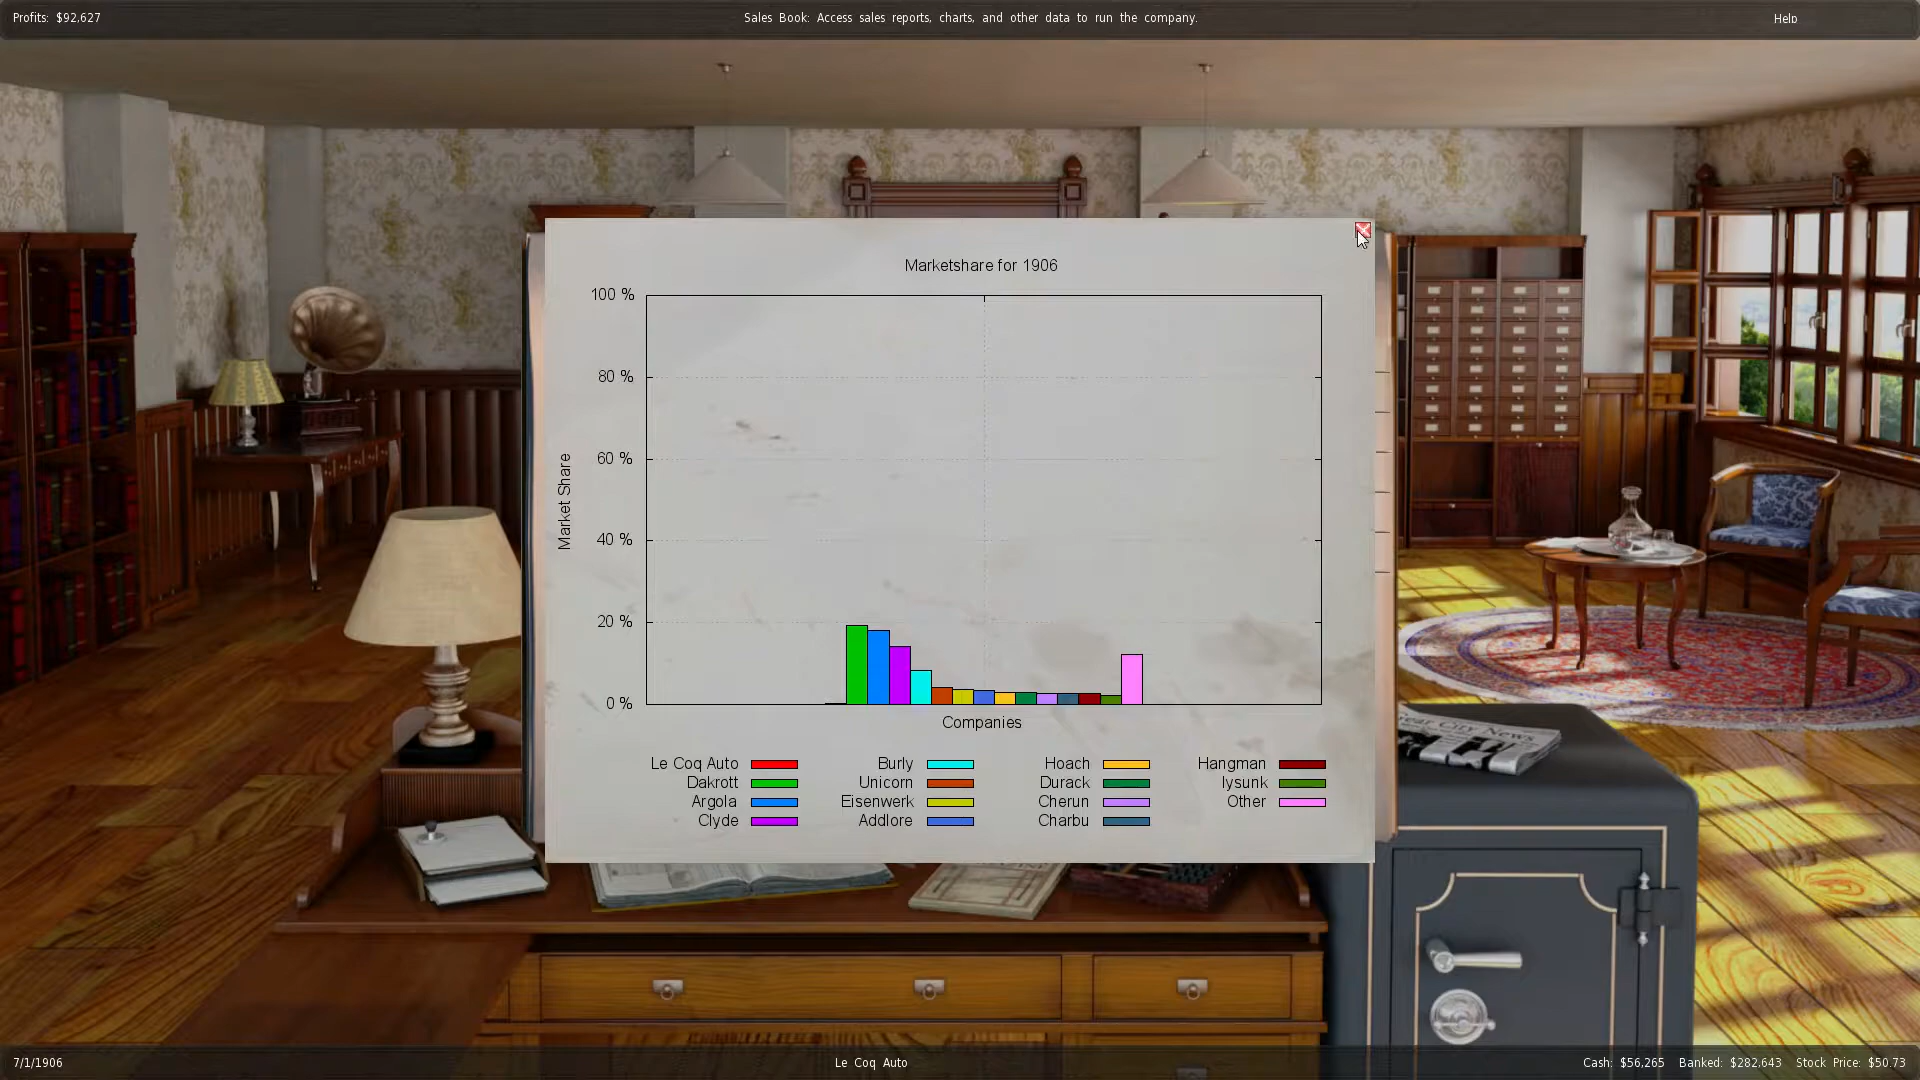 Profits: $92,627
Sales Book: Access sales reports, charts, and other data to run the company.
Help
Marketshare for 1906
100 %
80 %
60 %
40 %
20 %
0 %
Market Share
Companies
Le Coq Auto
Burly
Hoach
Hangman
Dakrott
Unicorn
Durack
Iysunk
Argola
Eisenwerk
Cherun
Other
Clyde
Addlore
Charbu
City News
7/1/1906
Le Coq Auto
Cash: $56,265 Banked: $282,643 Stock Price: $50.73